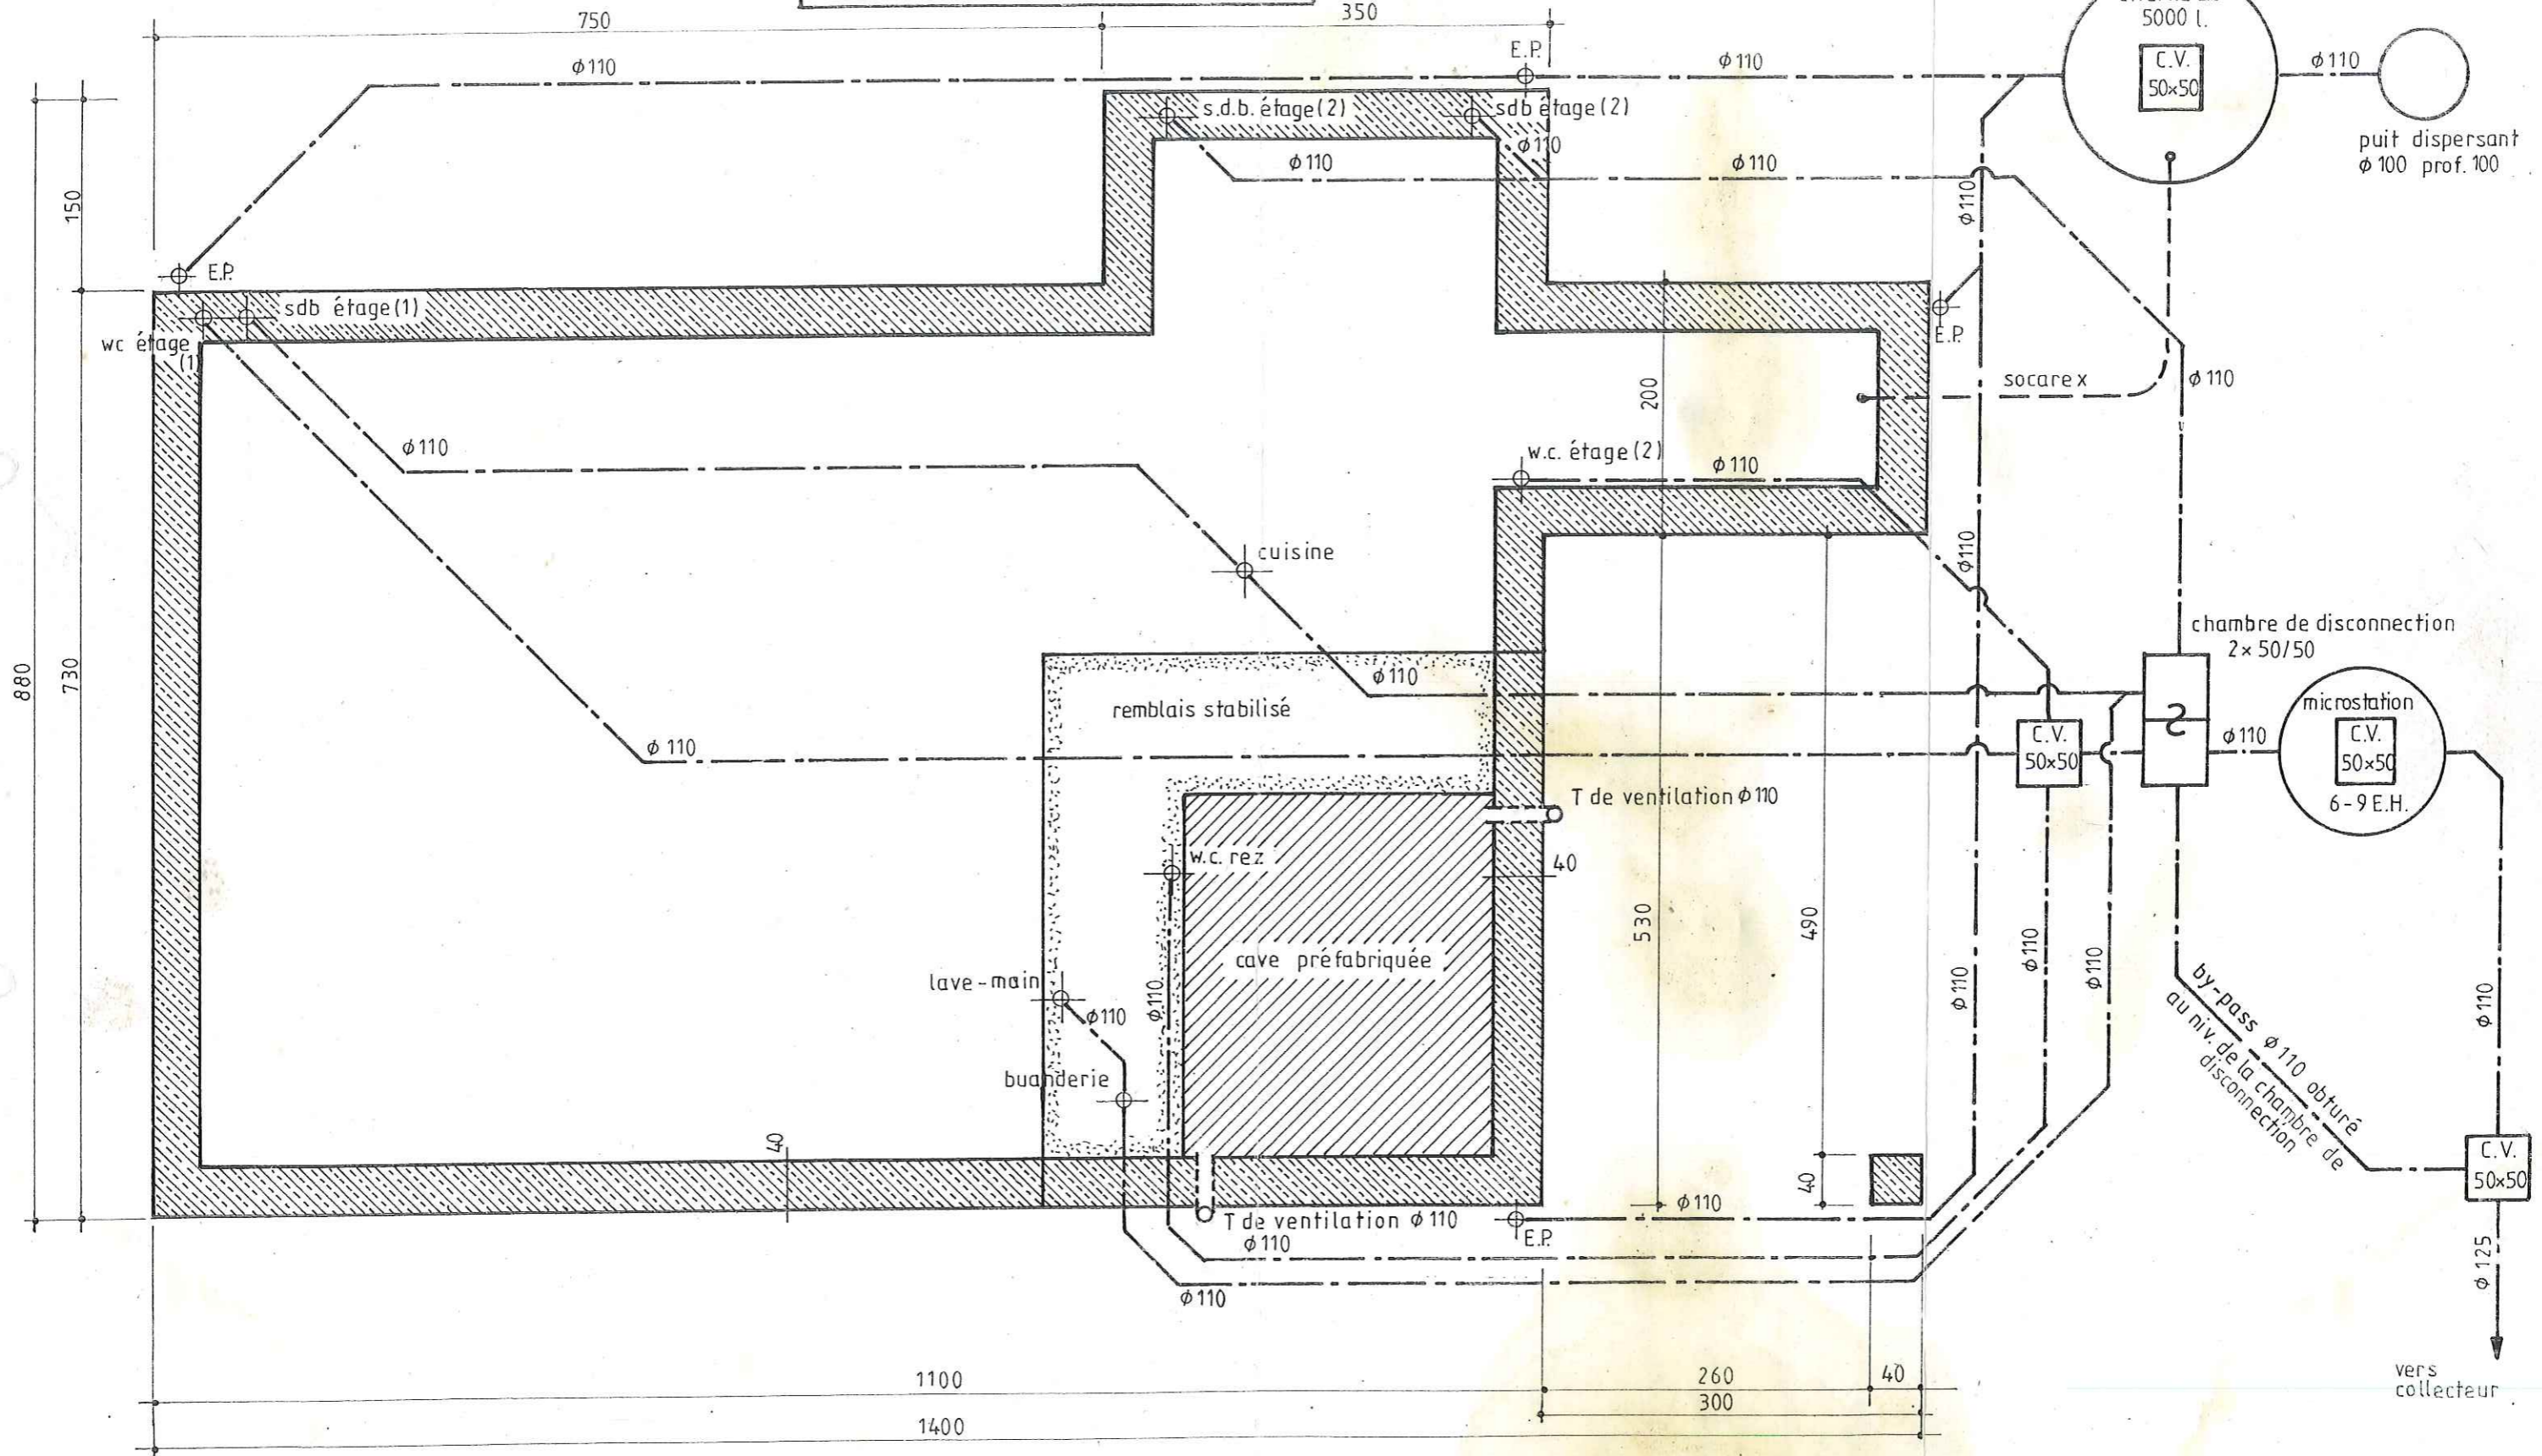 750
350
5000 l.
C.V.
50×50
ϕ110
E.P.
ϕ110
ϕ110
puit dispersant
ϕ 100 prof. 100
s.d.b. étage (2)
sdb étage (2)
ϕ110
ϕ110
ϕ110
ϕ110
150
E.P.
sdb étage (1)
wc étage
(1)
E.P.
200
socarex
ϕ110
ϕ110
w.c. étage (2)
ϕ110
ϕ110
cuisine
880
730
chambre de disconnection
2× 50/50
ϕ110
remblais stabilisé
ϕ 110
C.V.
50×50
ϕ110
microstation
C.V.
50×50
6-9 E.H.
T de ventilation ϕ 110
w.c. rez
40
530
490
cave préfabriquée
lave-main
ϕ110
ϕ110
buanderie
ϕ110
ϕ110
ϕ110
ϕ110
by-pass ϕ 110 obturé
au niv. de la chambre de
disconnection
C.V.
50×50
40
40
T de ventilation ϕ 110
ϕ110
E.P.
ϕ110
ϕ110
ϕ 125
vers
collecteur
1100
260
40
300
1400